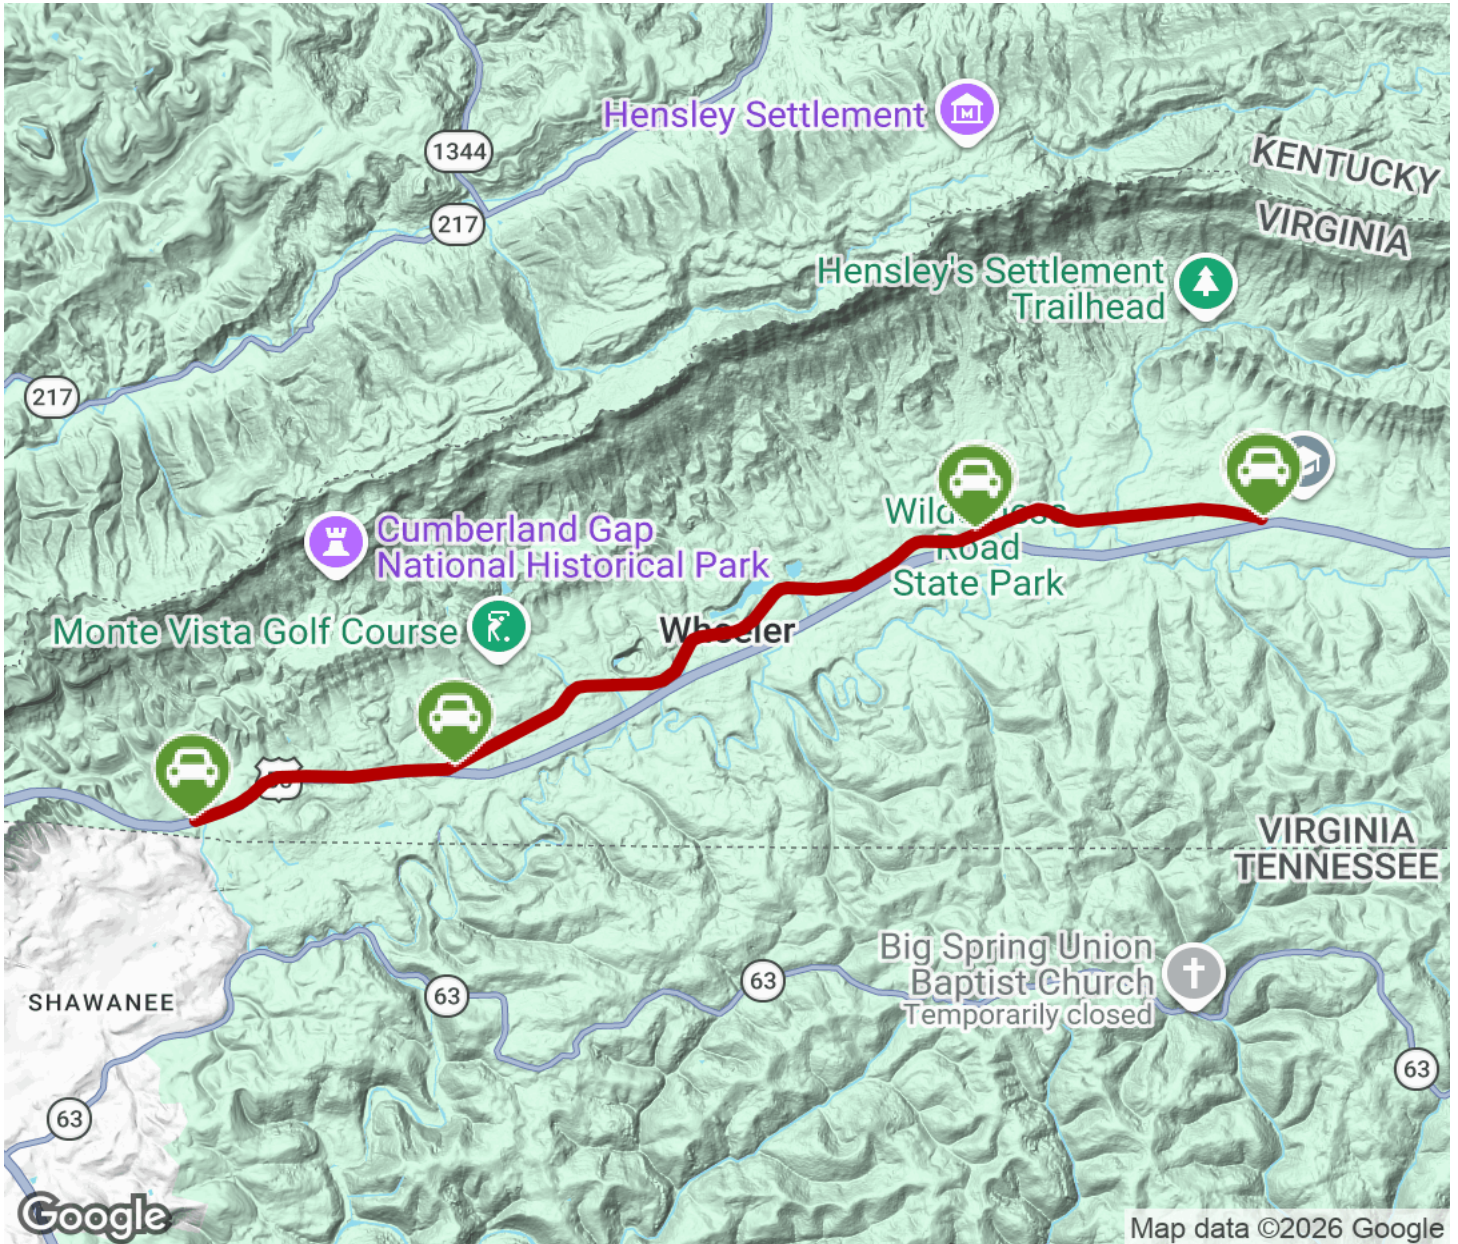 Hensley Settlement
1344
KENTUCKY
217
VIRGINIA
Hensley's Settlement
Trailhead
217
Cumberland Gap
National Historical Park
Road
State Park
Monte Vista Golf Course
Wheeler
VIRGINIA
TENNESSEE
Big Spring Union
Baptist Church
Temporarily closed
63
63
SHAWANEE
63
63
Google
Map data ©2026 Google